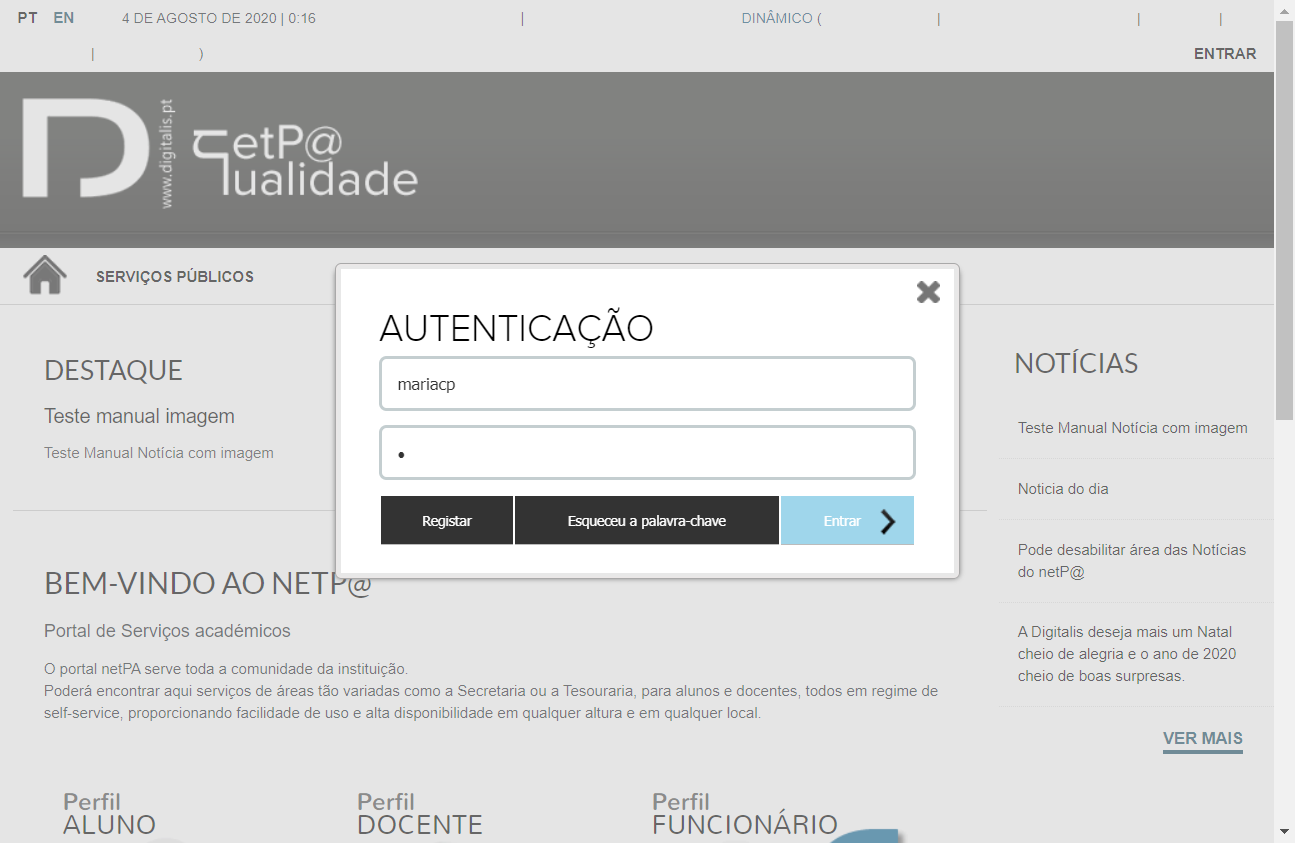 PT EN 4 DE AGOSTO DE 2020 | 0:16 | DINÂMICO ( | | |
| )
ENTRAR
www.digitalis.pt
netP@
qualidade
SERVIÇOS PÚBLICOS
AUTENTICAÇÃO
mariacp
•
Registar
Esqueceu a palavra-chave
Entrar
DESTAQUE
Teste manual imagem
Teste Manual Notícia com imagem
BEM-VINDO AO NETP@
Portal de Serviços académicos
O portal netPA serve toda a comunidade da instituição.
Poderá encontrar aqui serviços de áreas tão variadas como a Secretaria ou a Tesouraria, para alunos e docentes, todos em regime de
self-service, proporcionando facilidade de uso e alta disponibilidade em qualquer altura e em qualquer local.
Perfil
ALUNO
Perfil
DOCENTE
Perfil
FUNCIONÁRIO
NOTÍCIAS
Teste Manual Notícia com imagem
Noticia do dia
Pode desabilitar área das Notícias
do netP@
A Digitalis deseja mais um Natal
cheio de alegria e o ano de 2020
cheio de boas surpresas.
VER MAIS